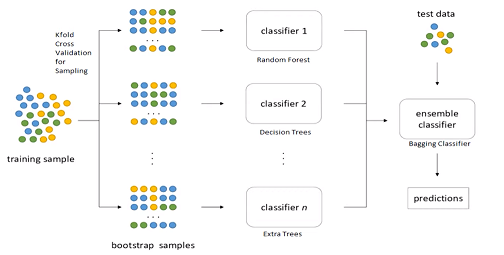 Kfold
Cross
Validation
for
Sampling
training sample
...
...
...
bootstrap samples
classifier 1
Random Forest
classifier 2
Decision Trees
classifier n
Extra Trees
test data
ensemble
classifier
Bagging Classifier
predictions